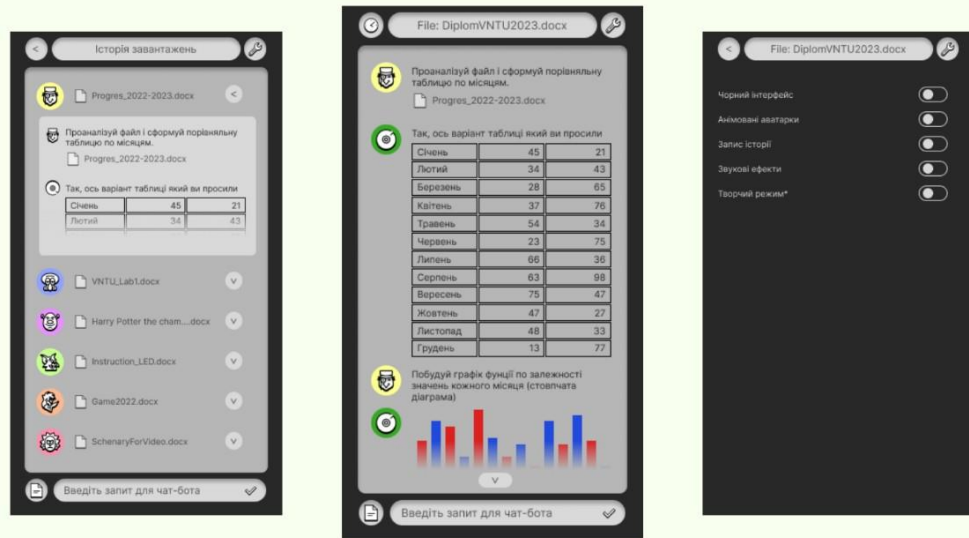 Історія завантажень
Progres_2022-2023.docx
Проаналізуй файл і сформуй порівняльну
таблицю по місяцям.
Progres_2022-2023.docx
Так, ось варіант таблиці який ви просили
Січень 45 21
Лютий 34 43
VNTU_Lab1.docx
Harry Potter the cham....docx
Instruction_LED.docx
Game2022.docx
SchenaryForVideo.docx
Введіть запит для чат-бота
File: DiplomVNTU2023.docx
Проаналізуй файл і сформуй порівняльну
таблицю по місяцям.
Progres_2022-2023.docx
Так, ось варіант таблиці який ви просили
Січень 45 21
Лютий 34 43
Березень 28 65
Квітень 37 76
Травень 54 34
Червень 23 75
Липень 66 36
Серпень 63 98
Вересень 75 47
Жовтень 47 27
Листопад 48 33
Грудень 13 77
Побудуй графік фунції по залежності
значень кожного місяця (стовпчата
діаграма)
Введіть запит для чат-бота
File: DiplomVNTU2023.docx
Чорний інтерфейс
Анімовані аватарки
Запис історії
Звукові ефекти
Творчий режим*